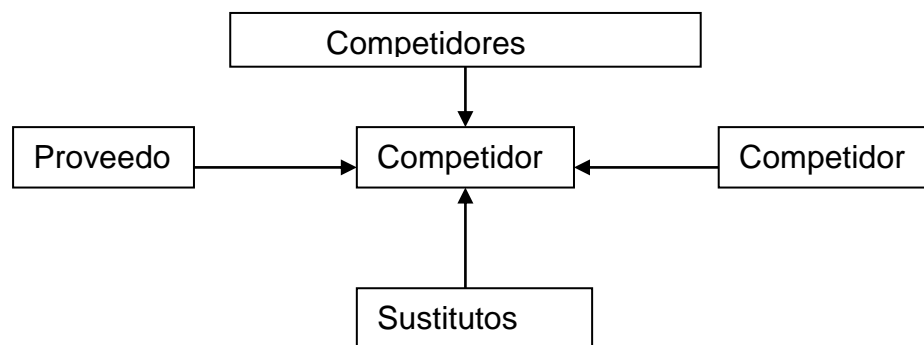 Competidores
Proveedo
Competidor
Competidor
Sustitutos